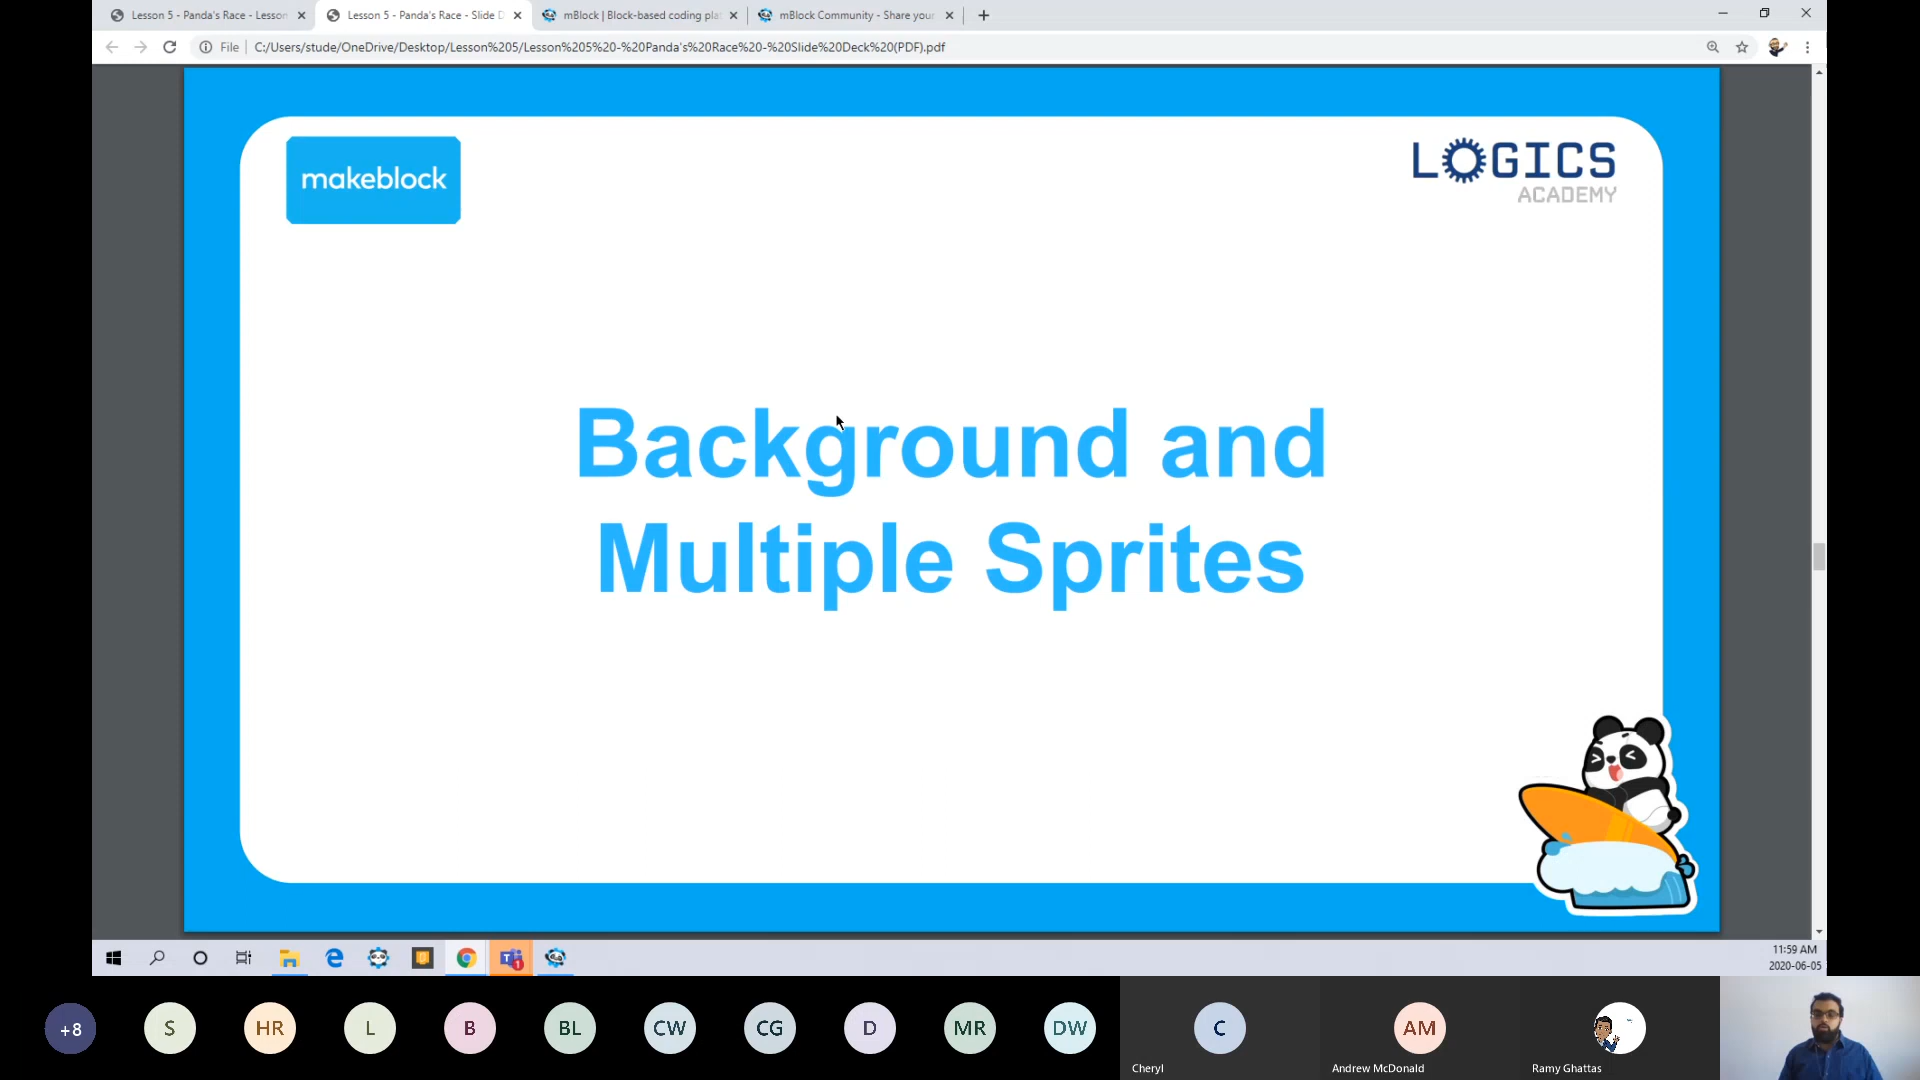 Lesson 5 - Panda's Race - Lesson
Lesson 5 - Panda's Race - Slide D
mBlock | Block-based coding pla
mBlock Community - Share your
File
C:/Users/stude/OneDrive/Desktop/Lesson%205/Lesson%205%20-%20Panda's%20Race%20-%20Slide%20Deck%20(PDF).pdf
makeblock
LOGICS
ACADEMY
Background and
Multiple Sprites
11:59 AM
2020-06-05
+8
S
HR
L
B
BL
CW
CG
D
MR
DW
C
AM
Cheryl
Andrew McDonald
Ramy Ghattas